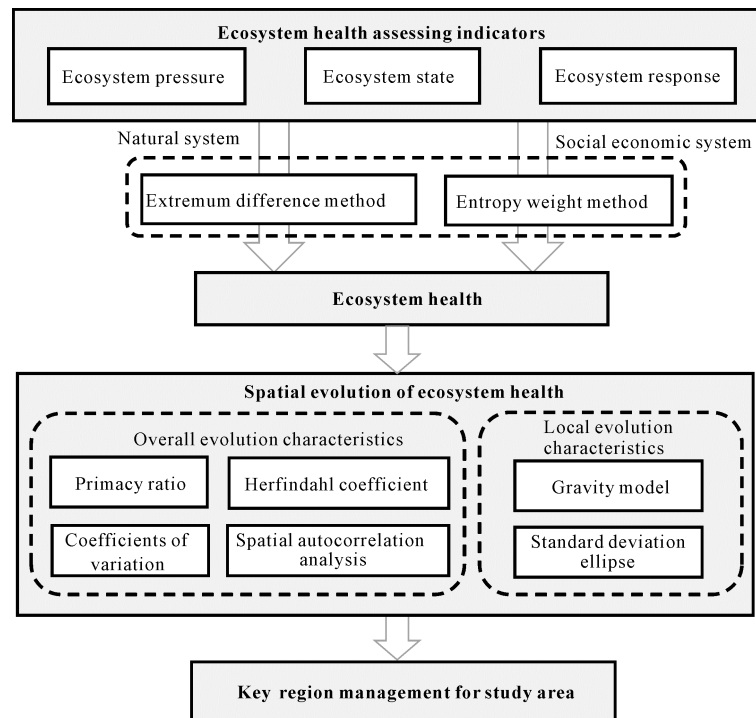 Ecosystem health assessing indicators
Ecosystem pressure
Ecosystem state
Ecosystem response
Natural system
Social economic system
Extremum difference method
Entropy weight method
Ecosystem health
Spatial evolution of ecosystem health
Overall evolution characteristics
Local evolution
characteristics
Primacy ratio
Herfindahl coefficient
Gravity model
Coefficients of
variation
Spatial autocorrelation
analysis
Standard deviation
ellipse
Key region management for study area